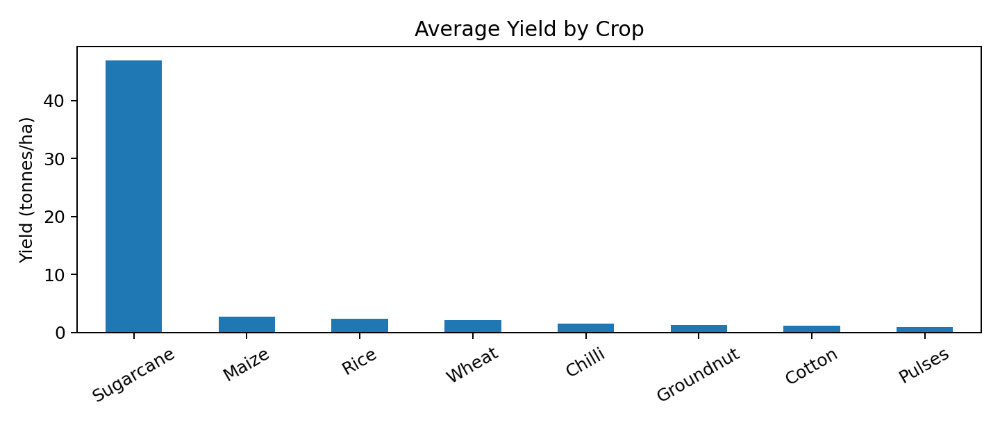 Average Yield by Crop
Yield (tonnes/ha)
40
30
20
10
0
Sugarcane
Maize
Rice
Wheat
Chilli
Groundnut
Cotton
Pulses